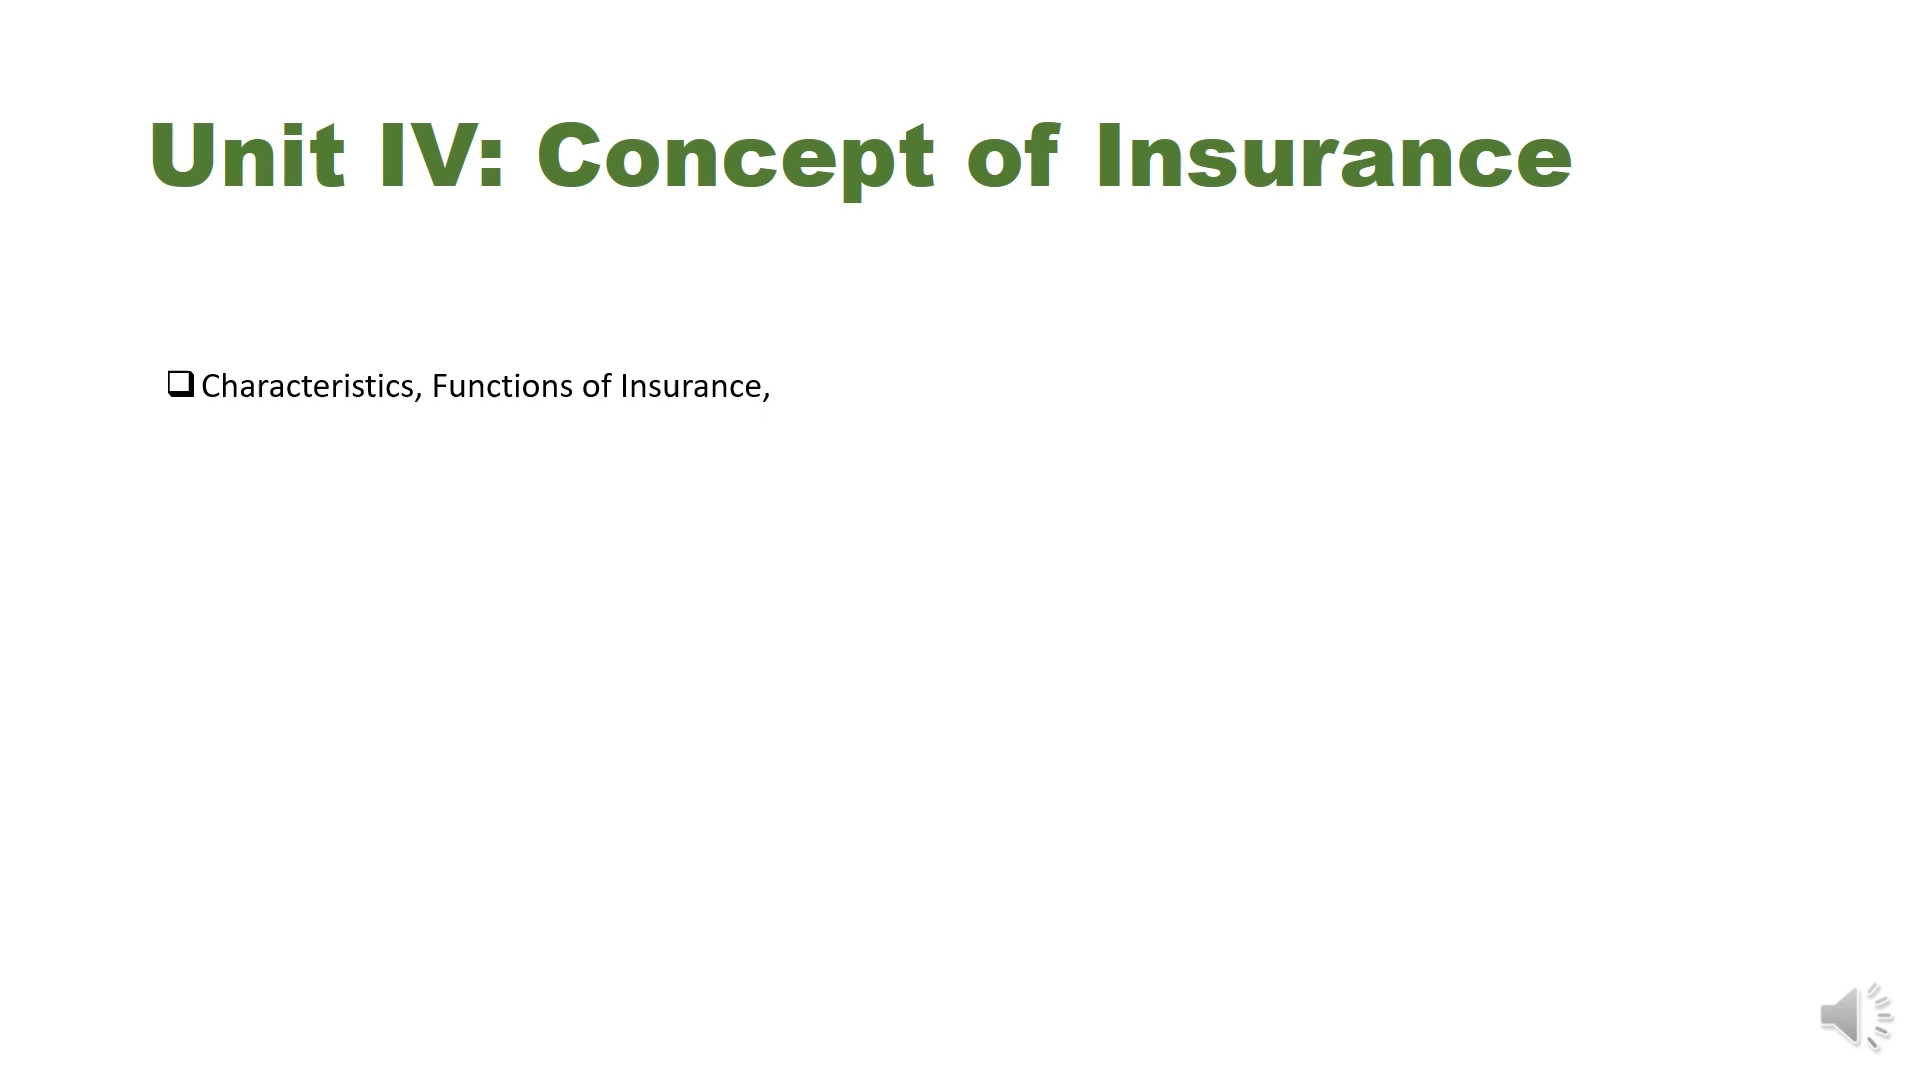 Unit IV: Concept of Insurance
❑ Characteristics, Functions of Insurance,